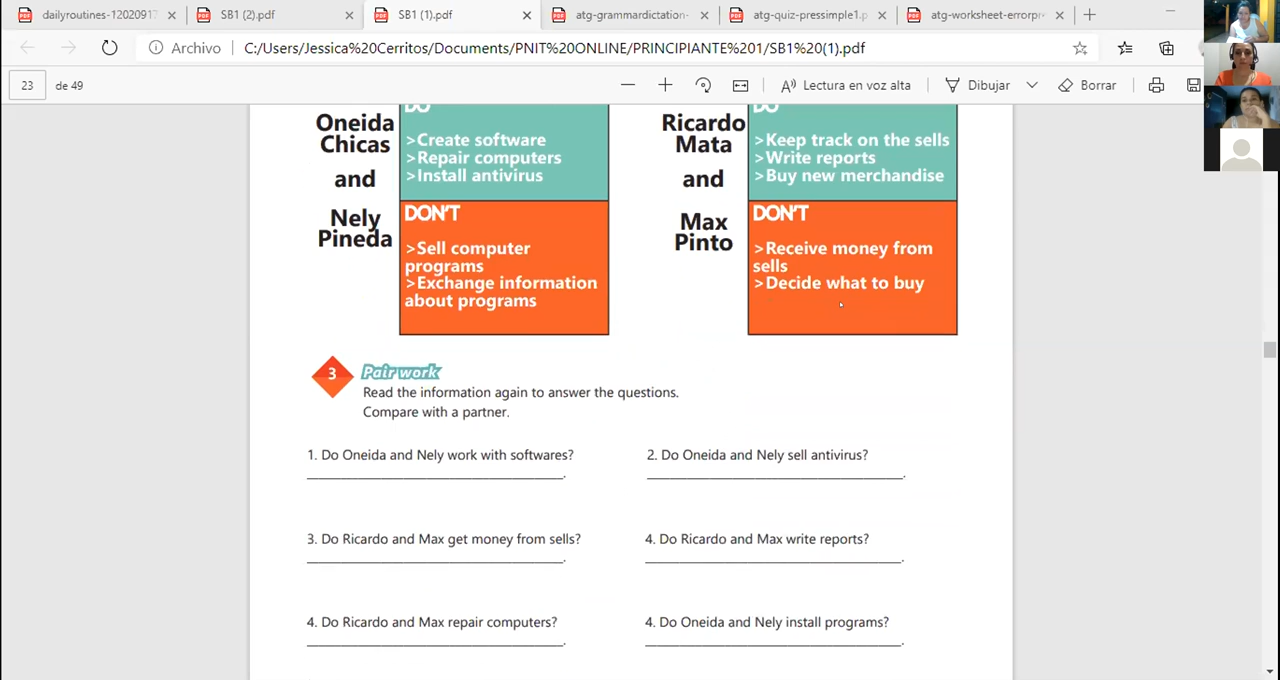 dailyroutines-12020917
SB1 (2).pdf
SB1 (1).pdf
atg-grammardictation-
atg-quiz-pressimple1.p
atg-worksheet-errorpre
Archivo
C:/Users/Jessica%20Cerritos/Documents/PNIT%20ONLINE/PRINCIPIANTE%201/SB1%20(1).pdf
23
de 49
Lectura en voz alta
Dibujar
Borrar
Oneida
Chicas
and
Nely
Pineda
DO
>Create software
>Repair computers
>Install antivirus
DON'T
>Sell computer
programs
>Exchange information
about programs
Ricardo
Mata
and
Max
Pinto
DO
>Keep track on the sells
>Write reports
>Buy new merchandise
DON'T
>Receive money from
sells
>Decide what to buy
3
Pair work
Read the information again to answer the questions.
Compare with a partner.
1. Do Oneida and Nely work with softwares?
2. Do Oneida and Nely sell antivirus?
3. Do Ricardo and Max get money from sells?
4. Do Ricardo and Max write reports?
4. Do Ricardo and Max repair computers?
4. Do Oneida and Nely install programs?